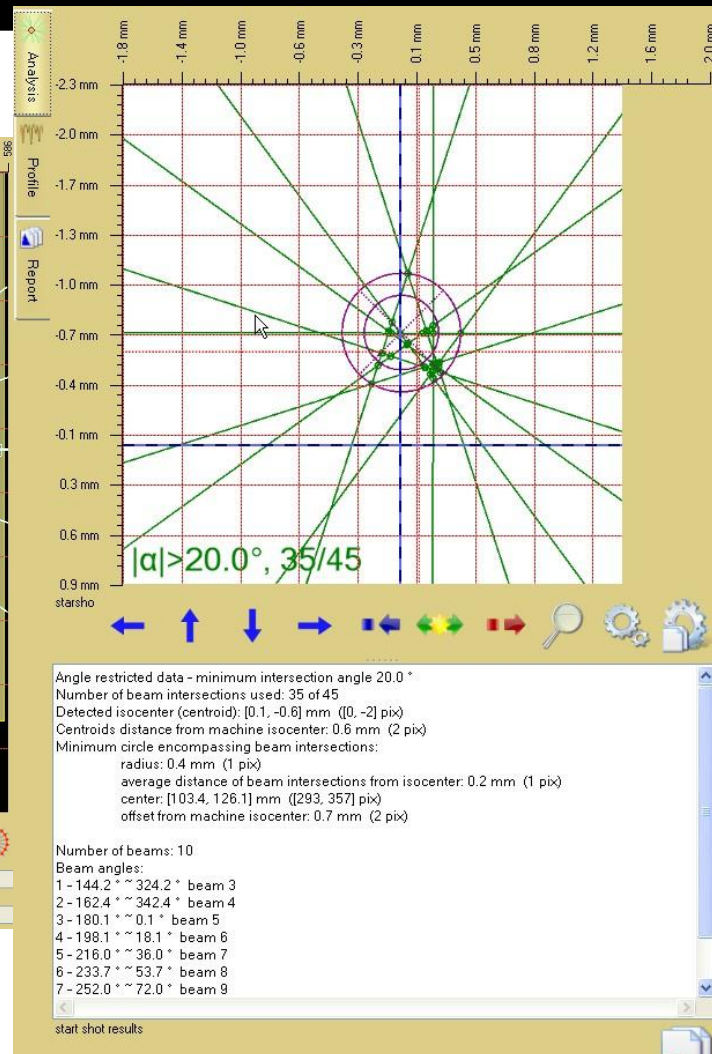 -1.8 mm
-1.4 mm
-1.0 mm
-0.6 mm
-0.3 mm
0.1 mm
0.5 mm
0.8 mm
1.2 mm
1.6 mm
2.0 mm
Analysis
Profile
Report
586
-2.3 mm
-2.0 mm
-1.7 mm
-1.3 mm
-1.0 mm
-0.7 mm
-0.4 mm
-0.1 mm
0.3 mm
0.6 mm
0.9 mm
|α|>20.0°, 35/45
starsho
Angle restricted data - minimum intersection angle 20.0 °
Number of beam intersections used: 35 of 45
Detected isocenter (centroid): [0.1, -0.6] mm ([0, -2] pix)
Centroids distance from machine isocenter: 0.6 mm (2 pix)
Minimum circle encompassing beam intersections:
radius: 0.4 mm (1 pix)
average distance of beam intersections from isocenter: 0.2 mm (1 pix)
center: [103.4, 126.1] mm ([293, 357] pix)
offset from machine isocenter: 0.7 mm (2 pix)
Number of beams: 10
Beam angles:
1 - 144.2 ° ~ 324.2 ° beam 3
2 - 162.4 ° ~ 342.4 ° beam 4
3 - 180.1 ° ~ 0.1 ° beam 5
4 - 198.1 ° ~ 18.1 ° beam 6
5 - 216.0 ° ~ 36.0 ° beam 7
6 - 233.7 ° ~ 53.7 ° beam 8
7 - 252.0 ° ~ 72.0 ° beam 9
start shot results